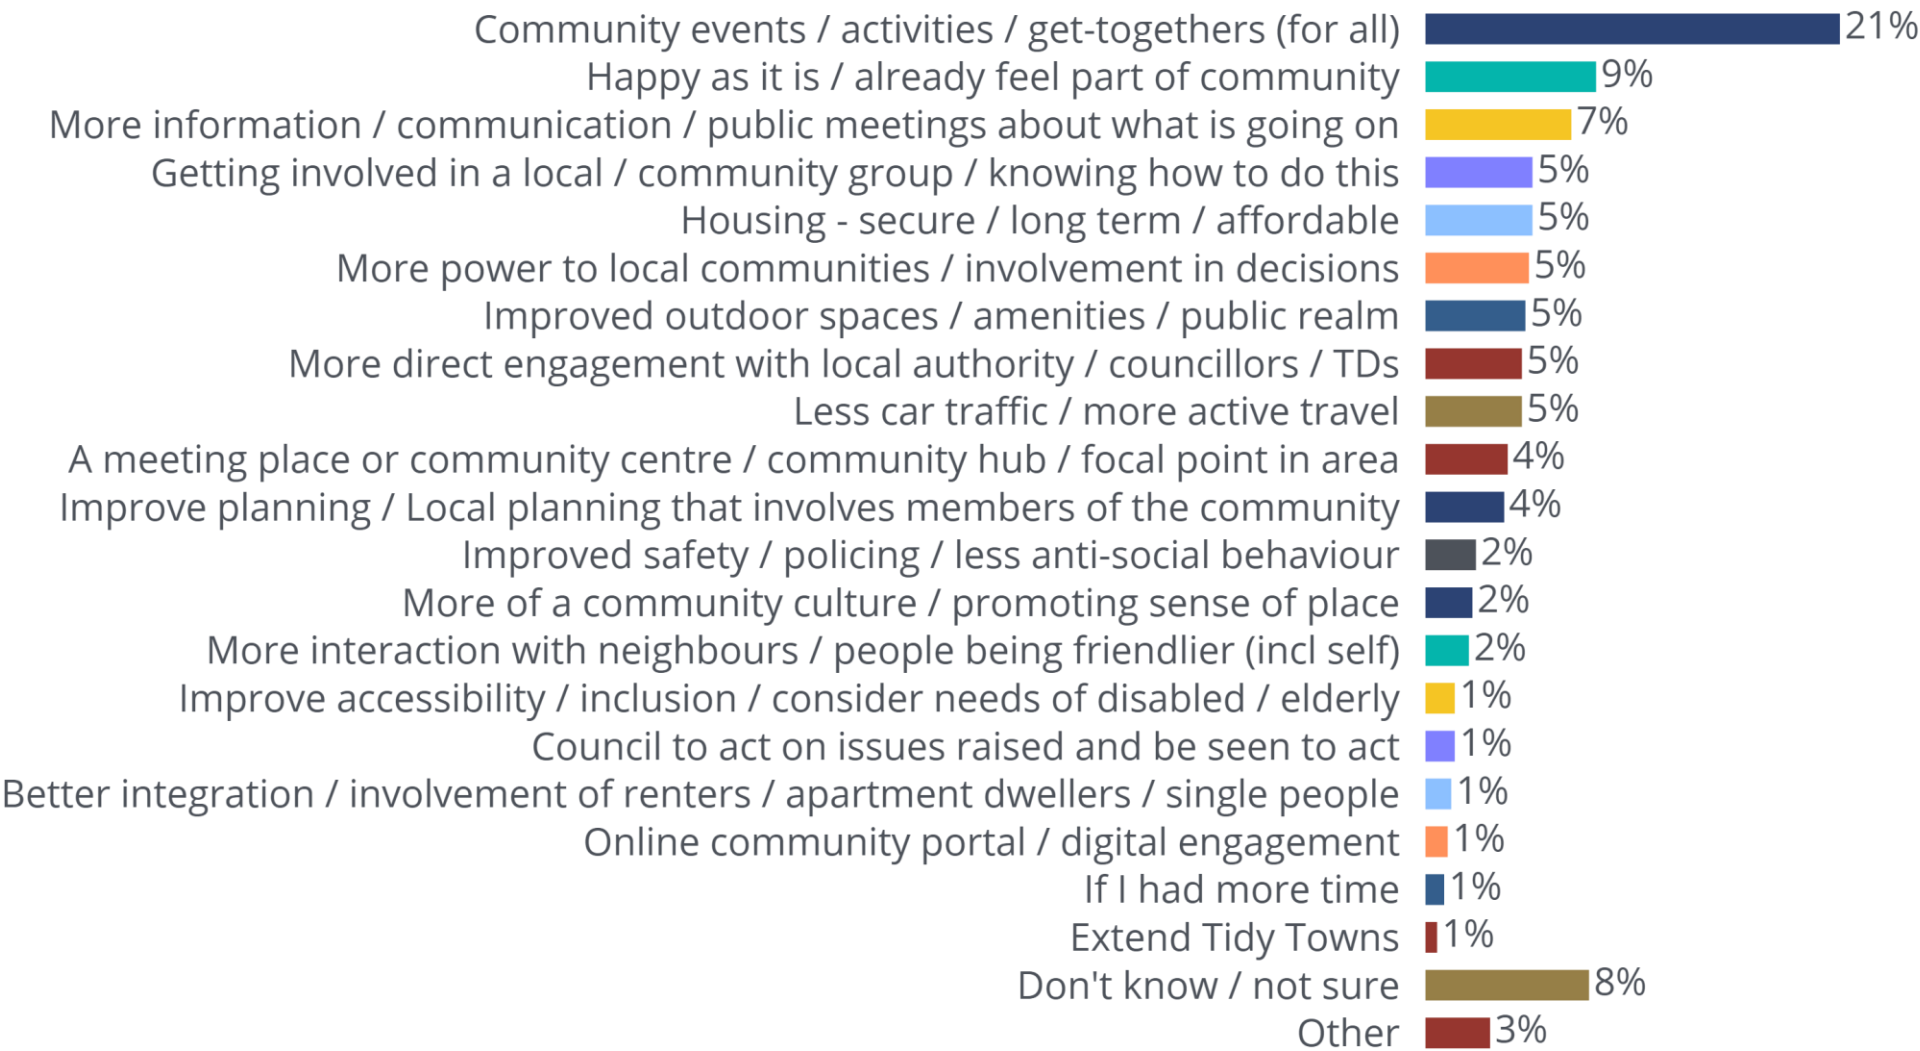 Community events / activities / get-togethers (for all) 21%
Happy as it is / already feel part of community 9%
More information / communication / public meetings about what is going on 7%
Getting involved in a local / community group / knowing how to do this 5%
Housing - secure / long term / affordable 5%
More power to local communities / involvement in decisions 5%
Improved outdoor spaces / amenities / public realm 5%
More direct engagement with local authority / councillors / TDs 5%
Less car traffic / more active travel 5%
A meeting place or community centre / community hub / focal point in area 4%
Improve planning / Local planning that involves members of the community 4%
Improved safety / policing / less anti-social behaviour 2%
More of a community culture / promoting sense of place 2%
More interaction with neighbours / people being friendlier (incl self) 2%
Improve accessibility / inclusion / consider needs of disabled / elderly 1%
Council to act on issues raised and be seen to act 1%
Better integration / involvement of renters / apartment dwellers / single people 1%
Online community portal / digital engagement 1%
If I had more time 1%
Extend Tidy Towns 1%
Don't know / not sure 8%
Other 3%